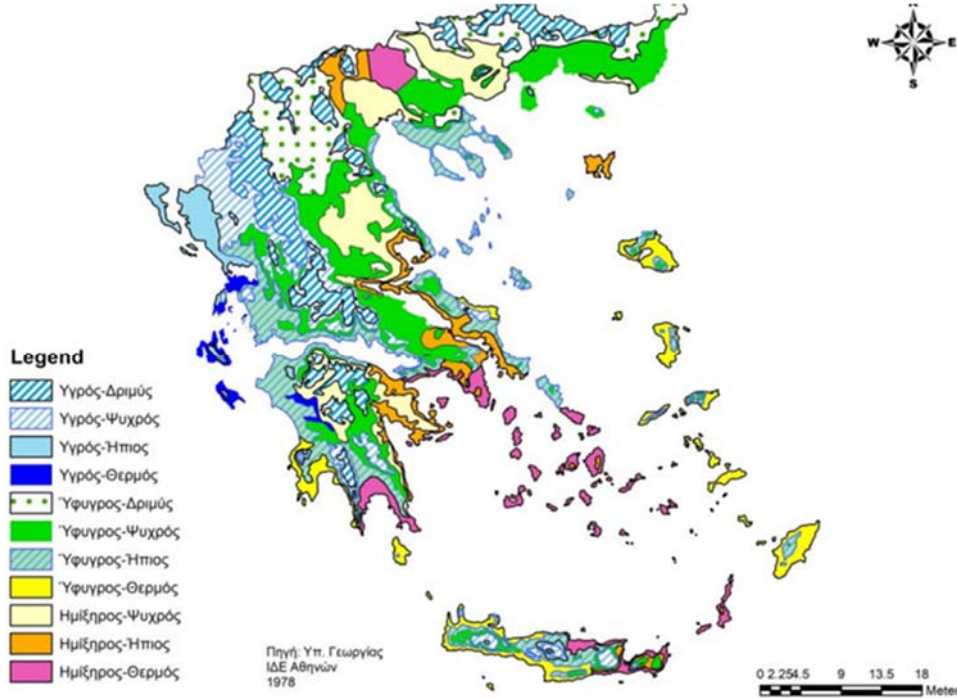 N
W E
S
Legend
Υγρός-Δριμύς
Υγρός-Ψυχρός
Υγρός-Ήπιος
Υγρός-Θερμός
Ύφυγρος-Δριμύς
Ύφυγρος-Ψυχρός
Ύφυγρος-Ήπιος
Ύφυγρος-Θερμός
Ημίξηρος-Ψυχρός
Ημίξηρος-Ήπιος
Ημίξηρος-Θερμός
Πηγή: Υπ. Γεωργίας
ΙΔΕ Αθηνών
1978
0 2.254.5 9 13.5 18
Meter